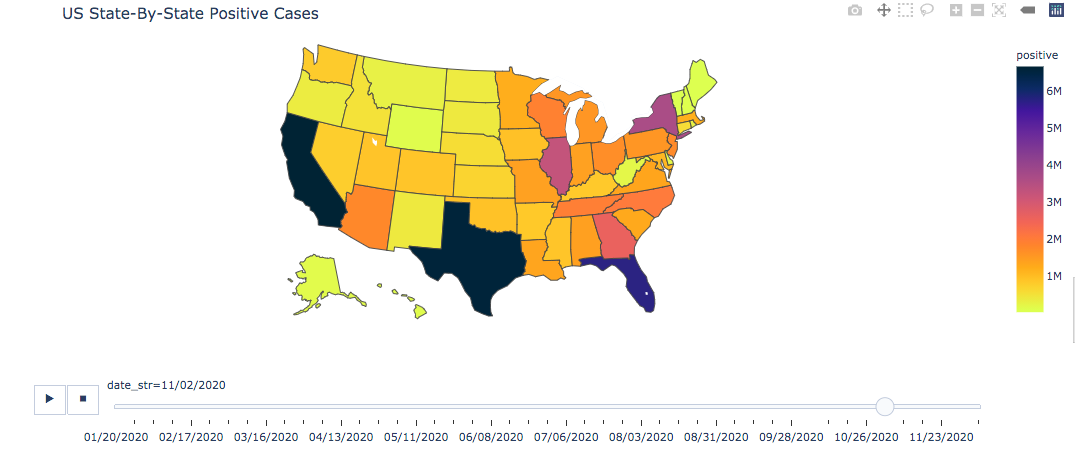 US State-By-State Positive Cases
positive
6M
5M
4M
3M
2M
1M
date_str=11/02/2020
01/20/2020 02/17/2020 03/16/2020 04/13/2020 05/11/2020 06/08/2020 07/06/2020 08/03/2020 08/31/2020 09/28/2020 10/26/2020 11/23/2020